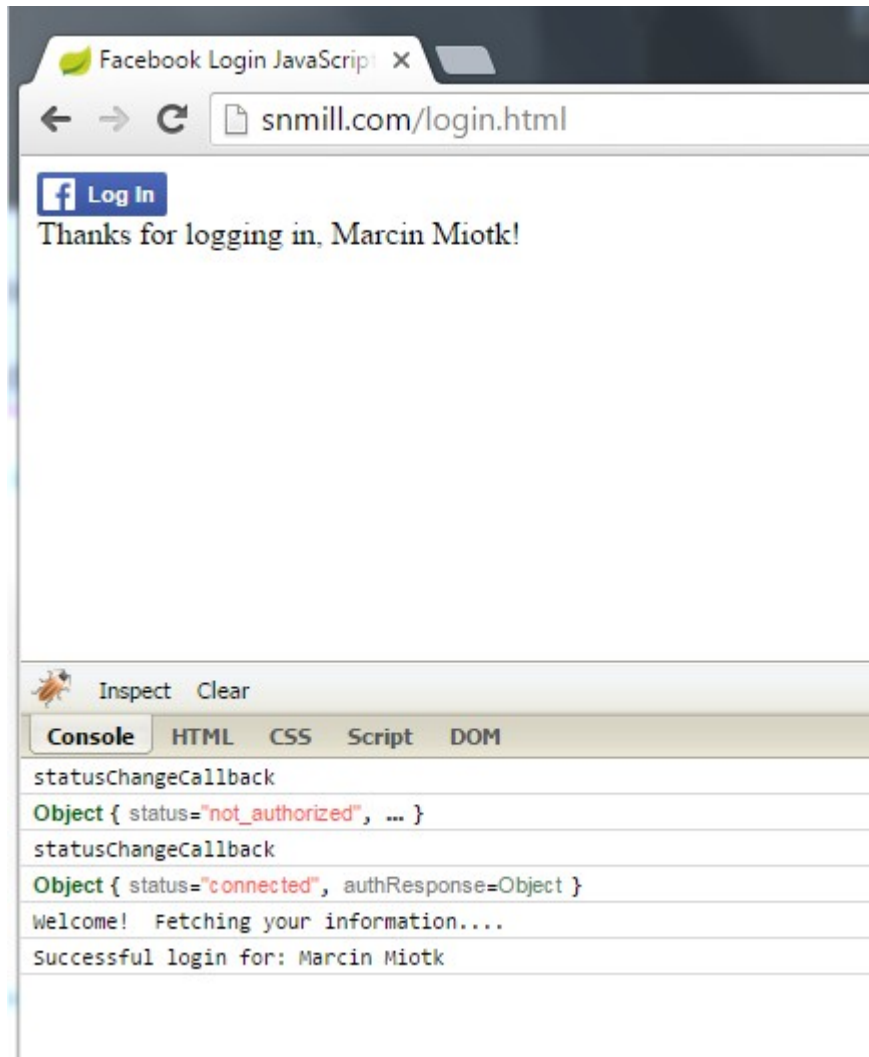 Facebook Login JavaScrip
snmill.com/login.html
f Log In
Thanks for logging in, Marcin Miotk!
Inspect Clear
Console HTML CSS Script DOM
statusChangeCallback
Object { status="not_authorized", ... }
statusChangeCallback
Object { status="connected", authResponse=Object }
Welcome!  Fetching your information....
Successful login for: Marcin Miotk